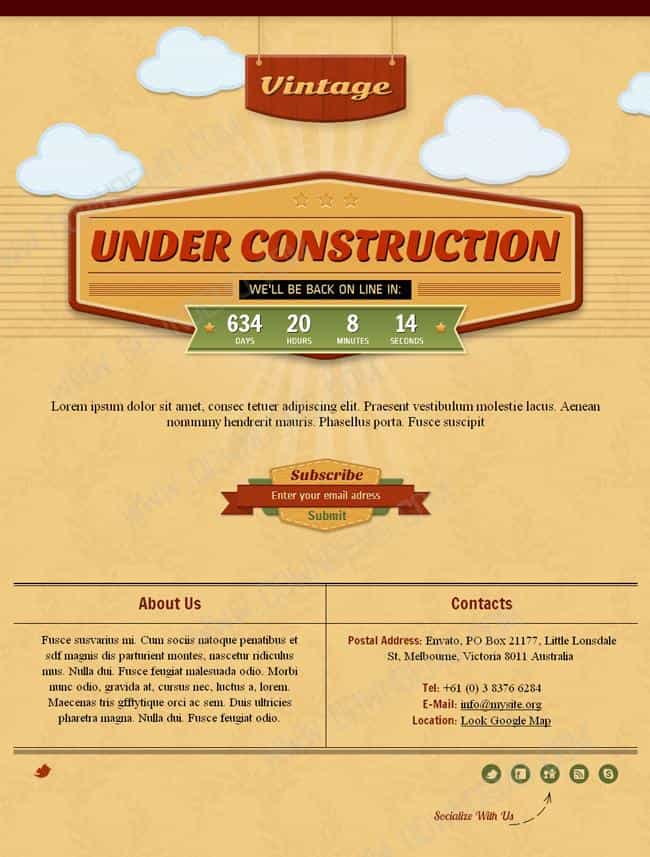 Vintage
UNDER CONSTRUCTION
WE'LL BE BACK ON LINE IN:
634 20 8 14
DAYS HOURS MINUTES SECONDS
Lorem ipsum dolor sit amet, consec tetuer adipiscing elit. Praesent vestibulum molestie lacus. Aenean
nonummy hendrerit mauris. Phasellus porta. Fusce suscipit
Subscribe
Enter your email adress
Submit
About Us
Fusce susvarius mi. Cum sociis natoque penatibus et
sdf magnis dis parturient montes, nascetur ridiculus
mus. Nulla dui. Fusce feugiat malesuada odio. Morbi
nunc odio, gravida at, cursus nec, luctus a, lorem.
Maecenas tris gfftytique orci ac sem. Duis ultricies
pharetra magna. Nulla dui. Fusce feugiat odio.
Contacts
Postal Address: Envato, PO Box 21177, Little Lonsdale
St, Melbourne, Victoria 8011 Australia
Tel: +61 (0) 3 8376 6284
E-Mail: info@mysite.org
Location: Look Google Map
Socialize With Us